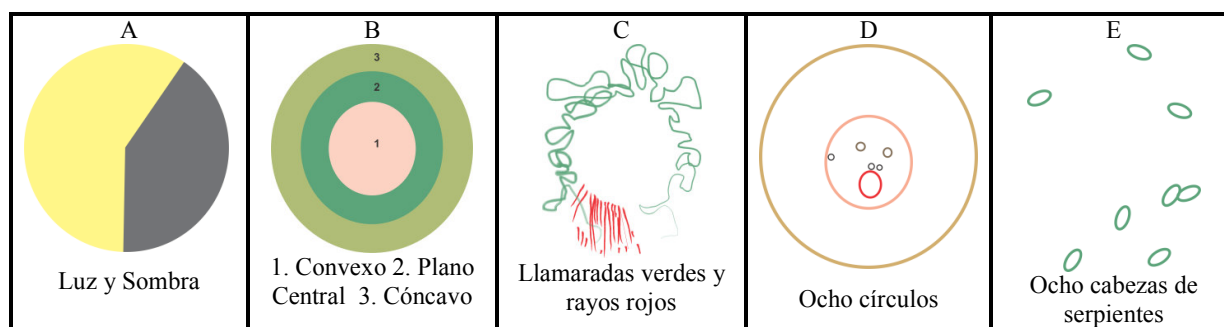 A
3
2
1
Luz y Sombra
B
1. Convexo 2. Plano
Central 3. Cóncavo
C
Llamaradas verdes y
rayos rojos
D
Ocho círculos
E
Ocho cabezas de
serpientes